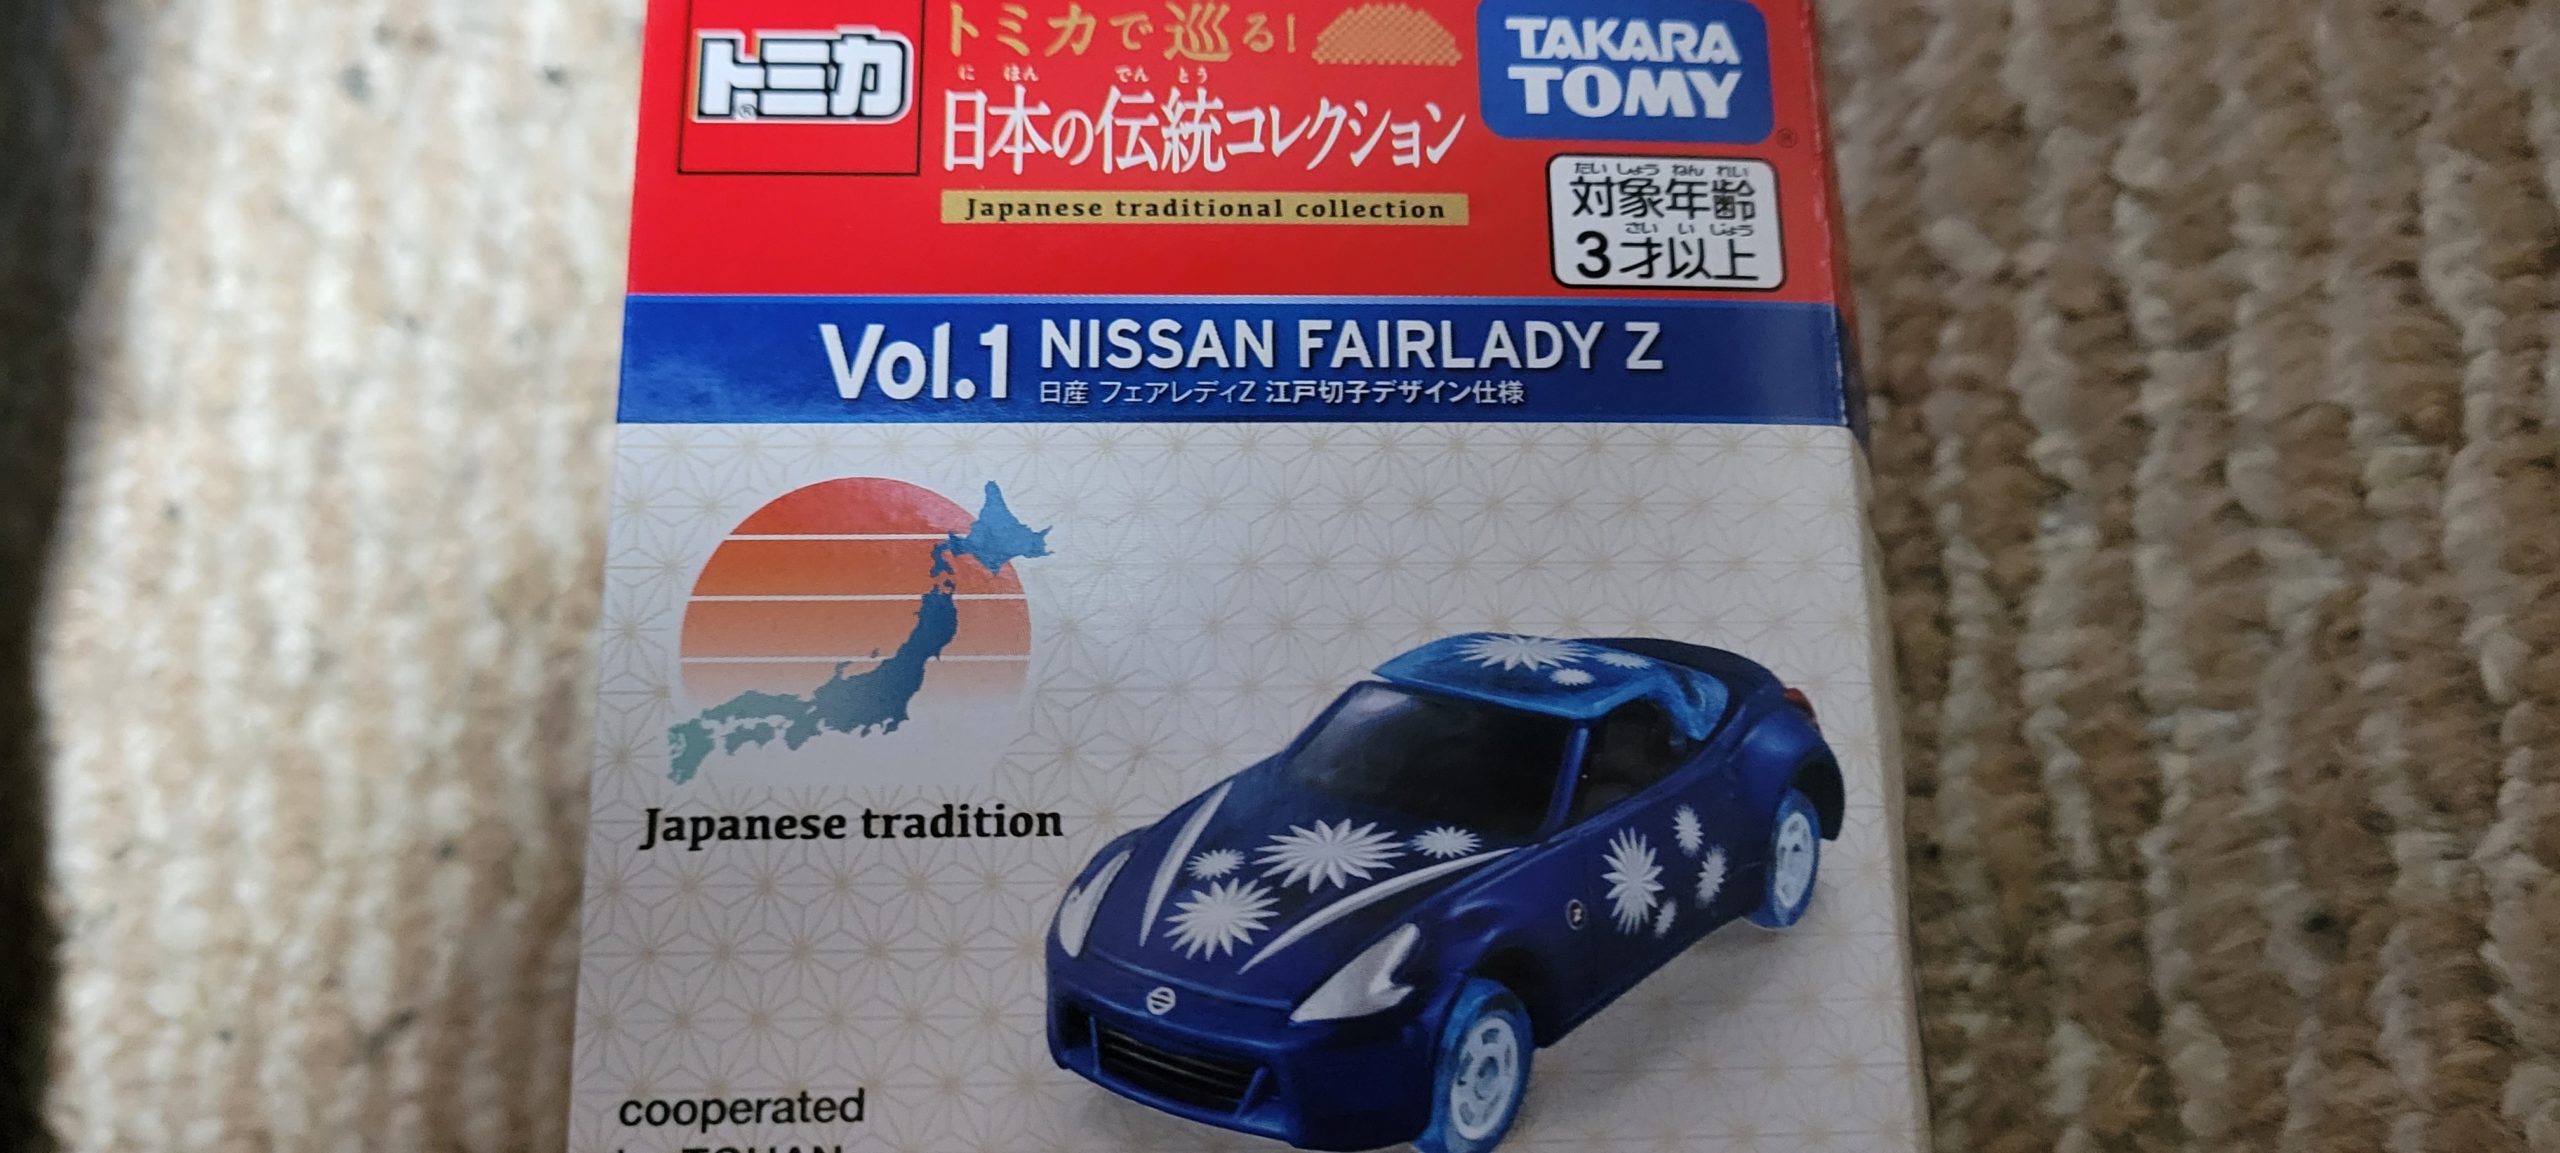 トミカ®
トミカで巡る!
にほん でんとう
日本の伝統コレクション
Japanese traditional collection
TAKARA
TOMY®
たいしょうねんれい
対象年齢
さい いじょう
3才以上
Vol.1 NISSAN FAIRLADY Z
日産 フェアレディZ 江戸切子デザイン仕様
Japanese tradition
Z
cooperated
by TOHAN